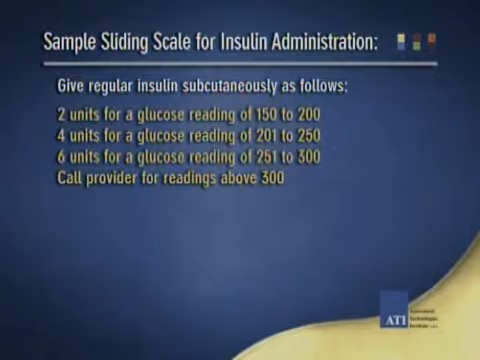 Sample Sliding Scale for Insulin Administration:
Give regular insulin subcutaneously as follows:
2 units for a glucose reading of 150 to 200
4 units for a glucose reading of 201 to 250
6 units for a glucose reading of 251 to 300
Call provider for readings above 300
ATI
Technologies
Institute